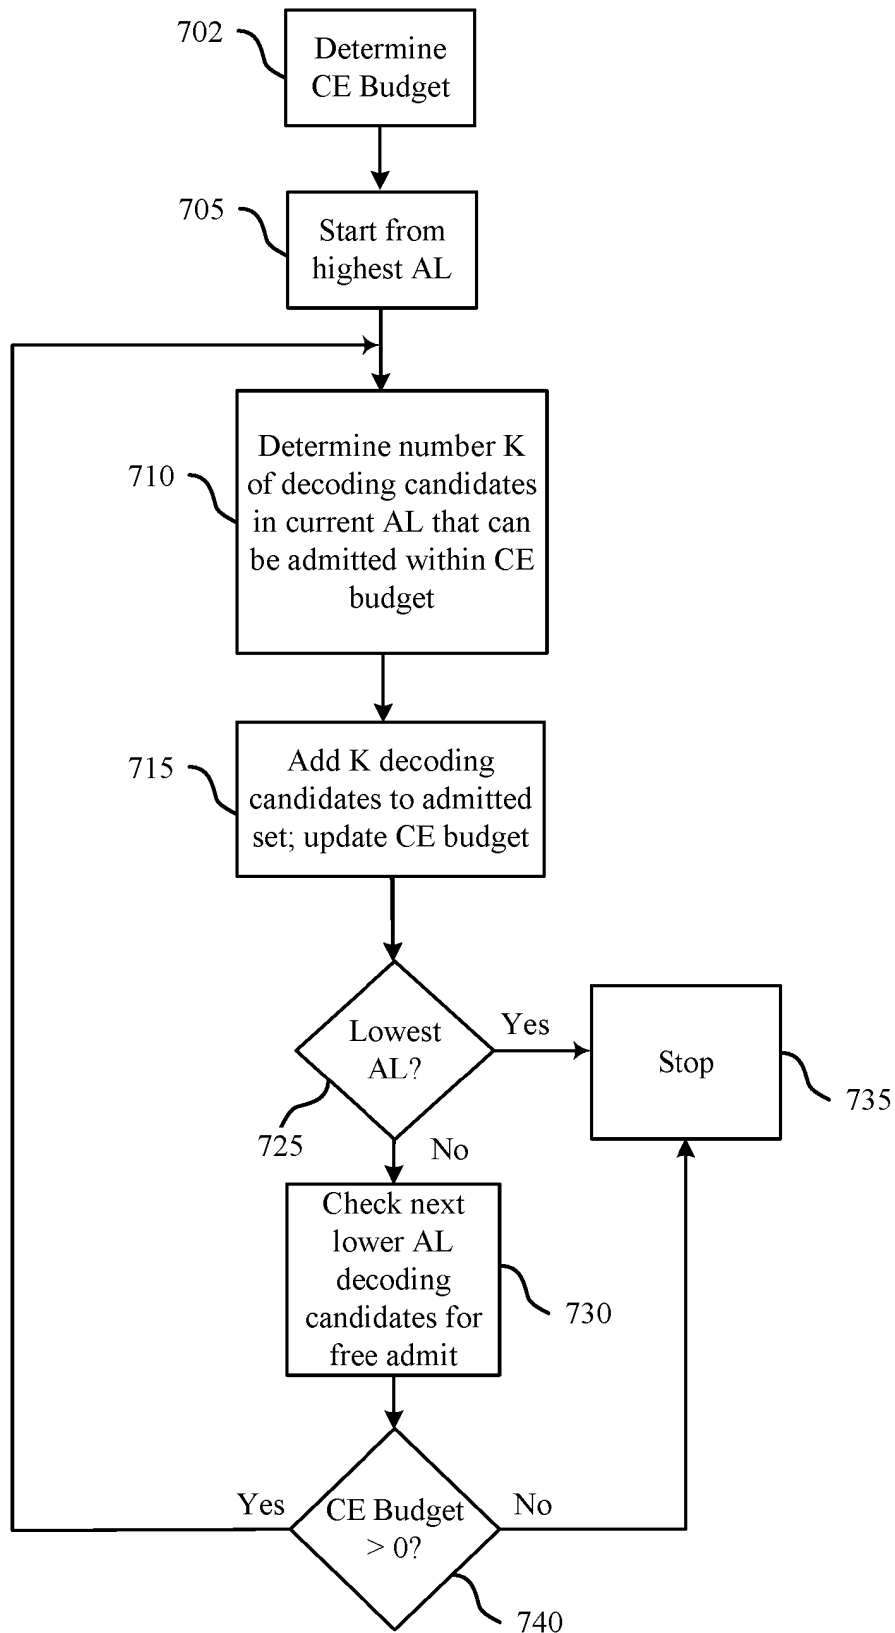 702
Determine
CE Budget
705
Start from
highest AL
710
Determine number K
of decoding candidates
in current AL that can
be admitted within CE
budget
715
Add K decoding
candidates to admitted
set; update CE budget
Lowest
AL?
Yes
725
No
Stop
735
Check next
lower AL
decoding
candidates for
free admit
730
Yes
CE Budget
> 0?
No
740